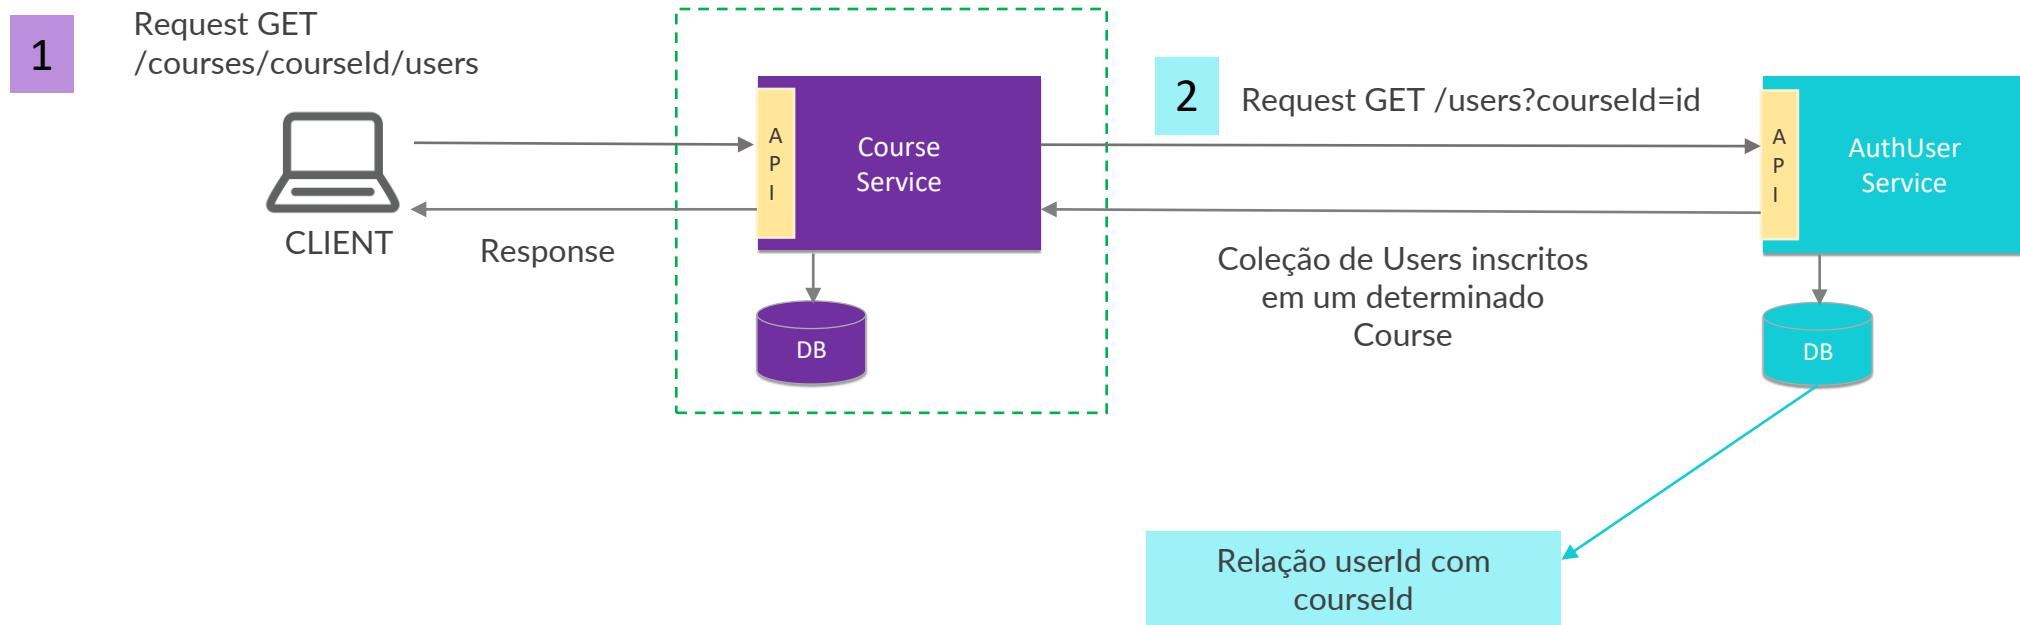 1
Request GET
/courses/courseId/users
CLIENT
Response
A
P
I
Course
Service
DB
2
Request GET /users?courseId=id
Coleção de Users inscritos
em um determinado
Course
A
P
I
AuthUser
Service
DB
Relação userId com
courseId